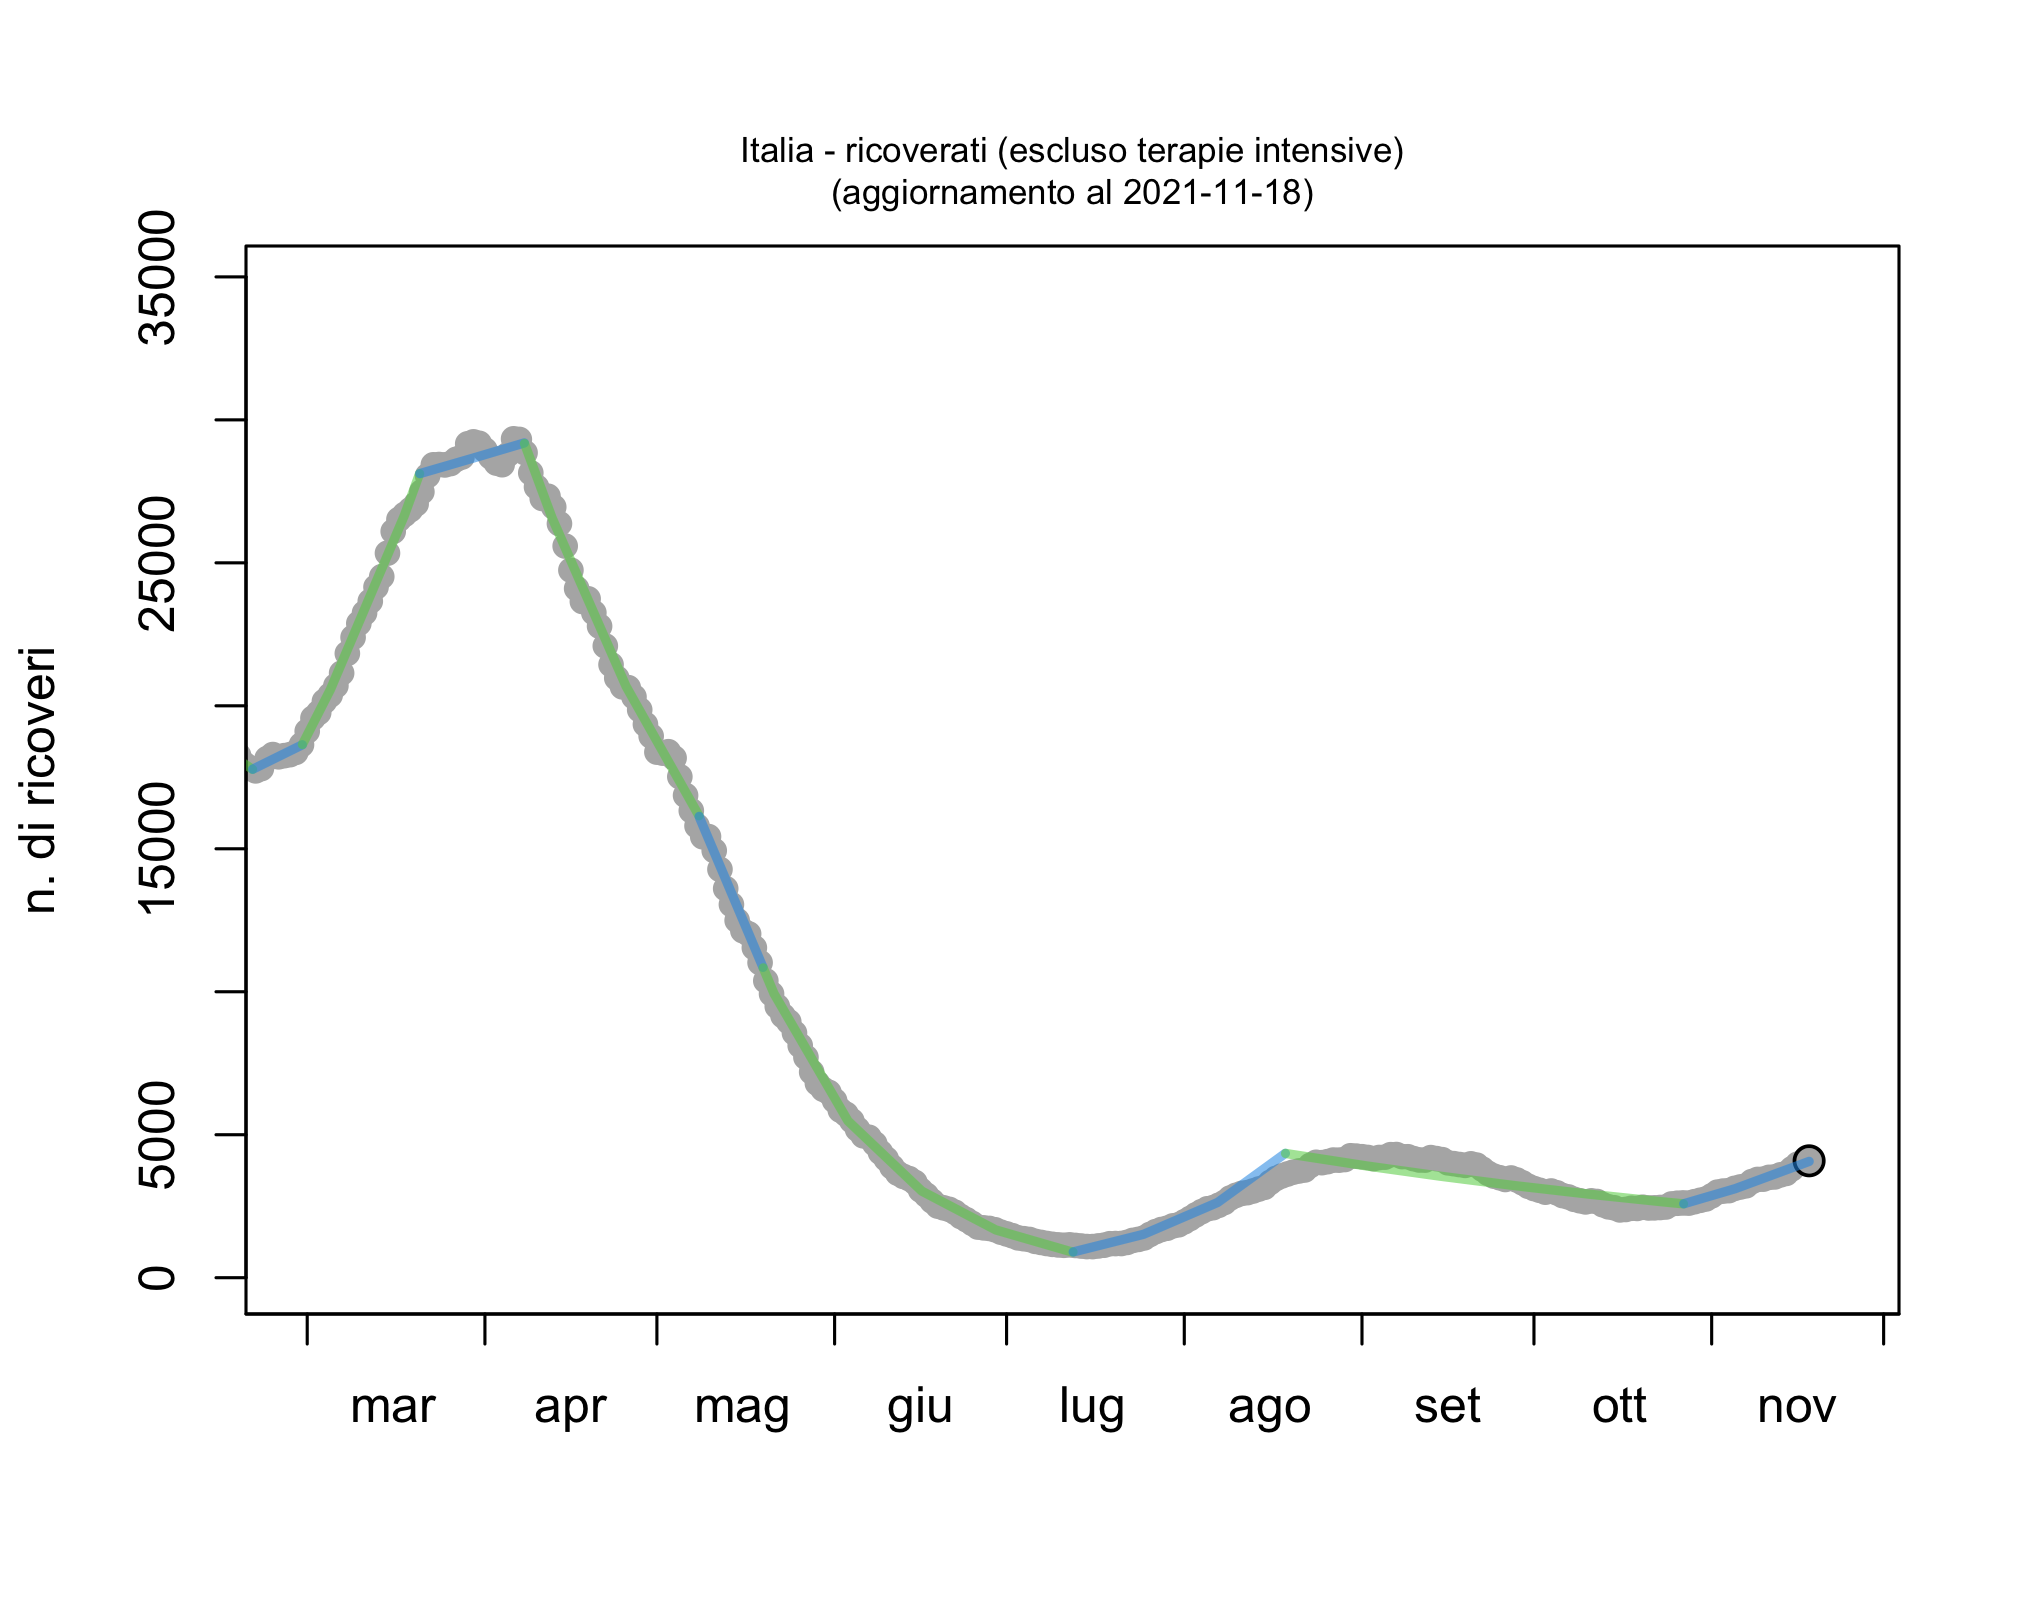 Italia - ricoverati (escluso terapie intensive)
(aggiornamento al 2021-11-18)
n. di ricoveri
35000
25000
15000
5000
0
mar apr mag giu lug ago set ott nov